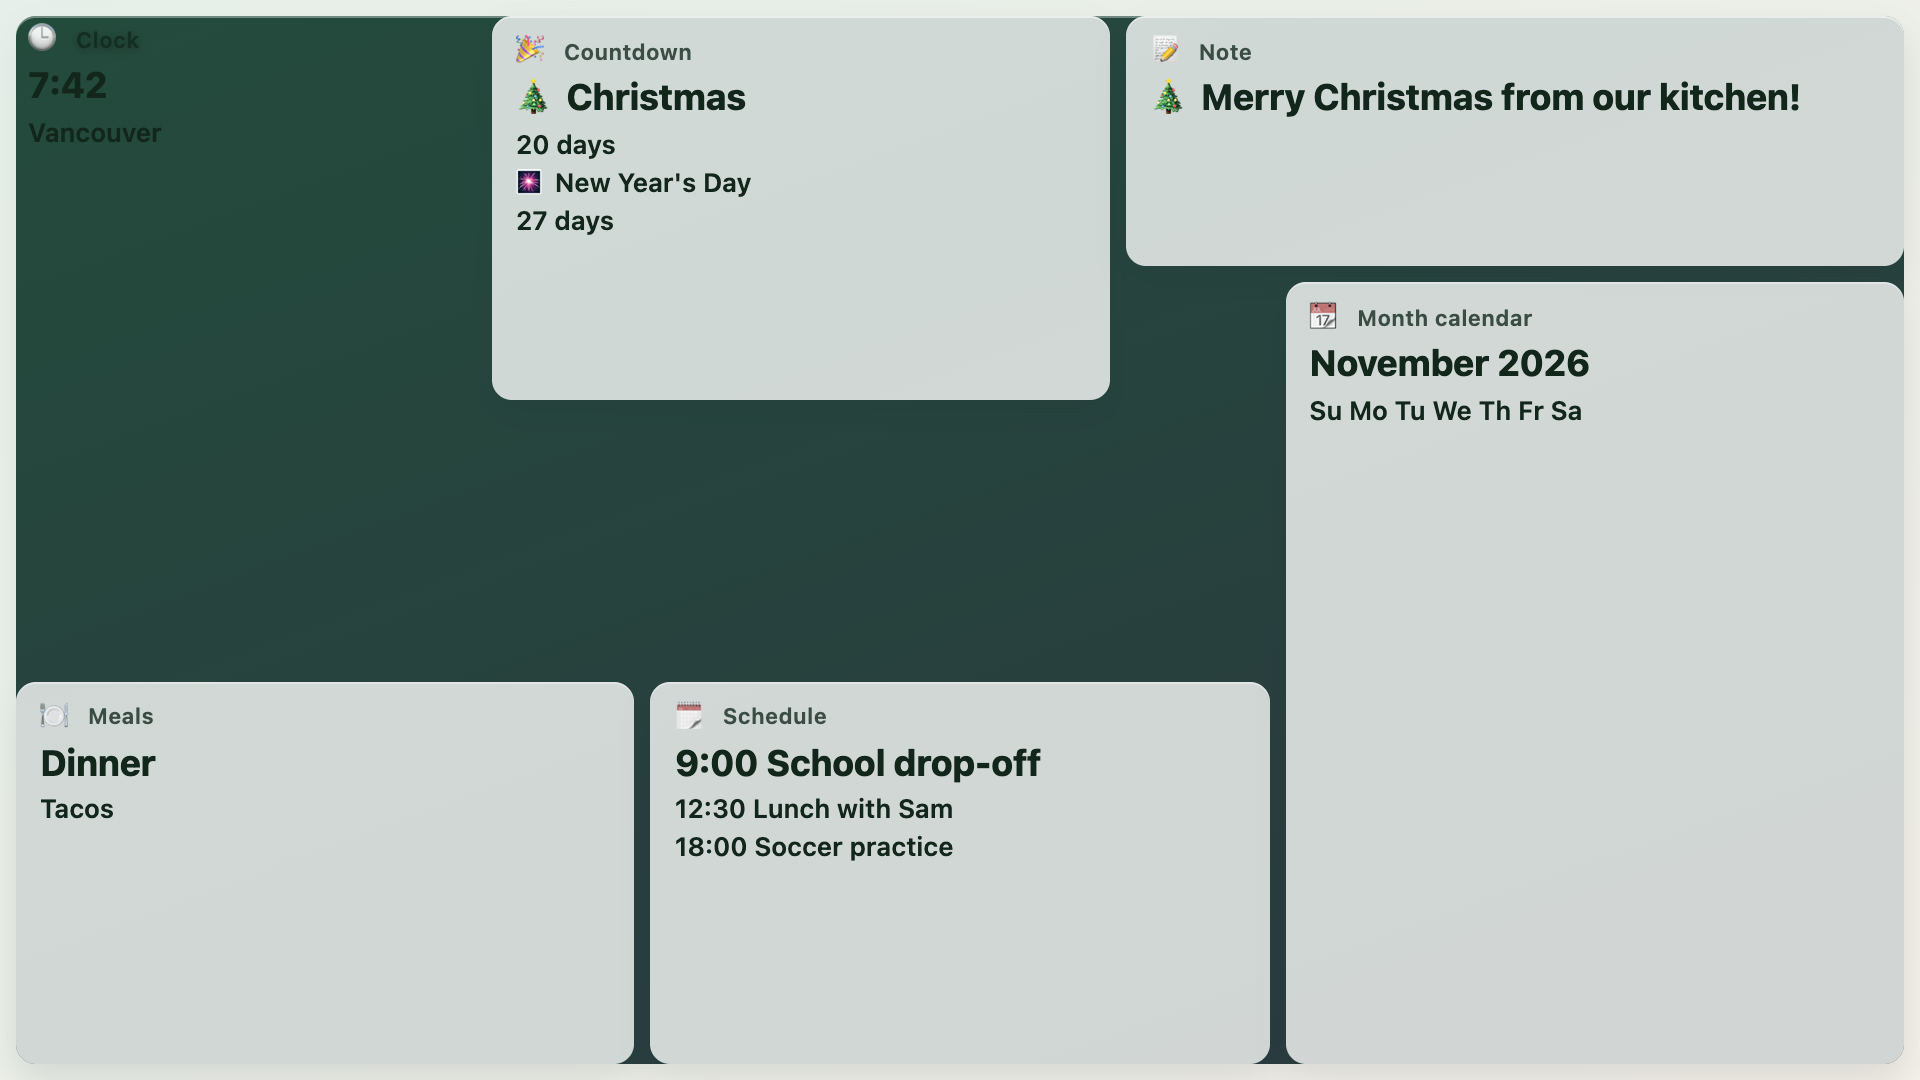 Clock
7:42
Vancouver
Countdown
🎄 Christmas
20 days
🎆 New Year's Day
27 days
Note
🎄 Merry Christmas from our kitchen!
Month calendar
November 2026
Su Mo Tu We Th Fr Sa
Meals
Dinner
Tacos
Schedule
9:00 School drop-off
12:30 Lunch with Sam
18:00 Soccer practice